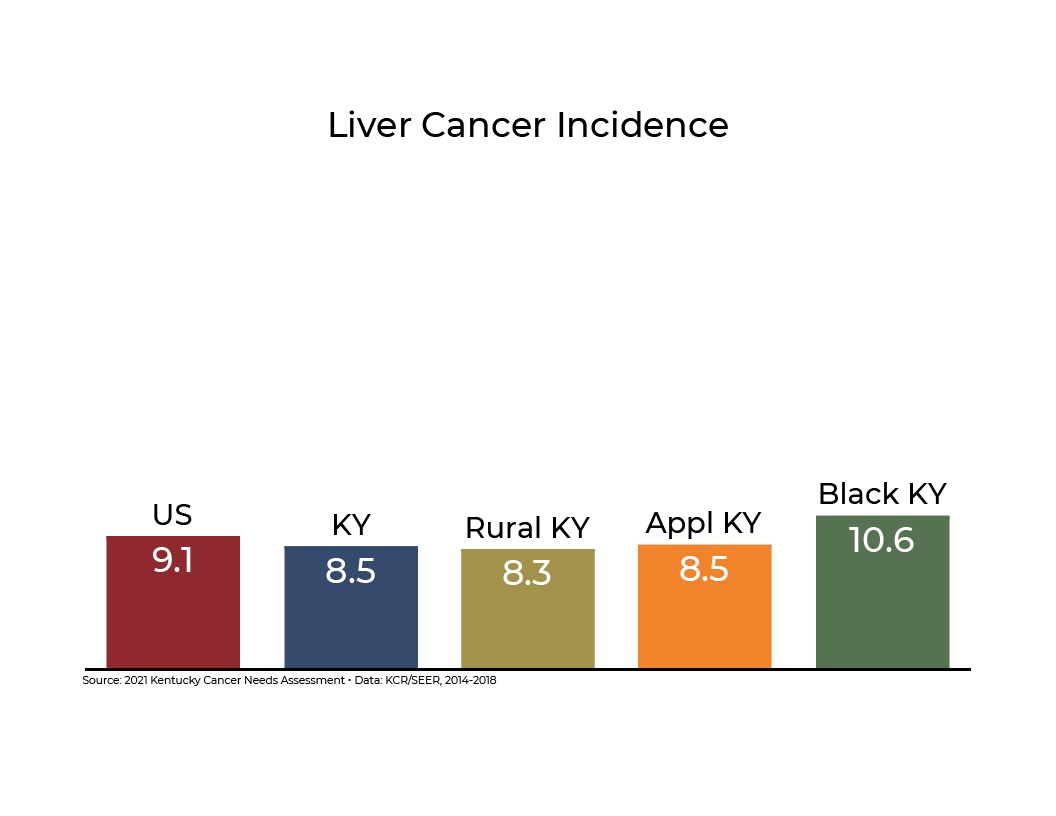 Liver Cancer Incidence
US
9.1
KY
8.5
Rural KY
8.3
Appl KY
8.5
Black KY
10.6
Source: 2021 Kentucky Cancer Needs Assessment • Data: KCR/SEER, 2014-2018